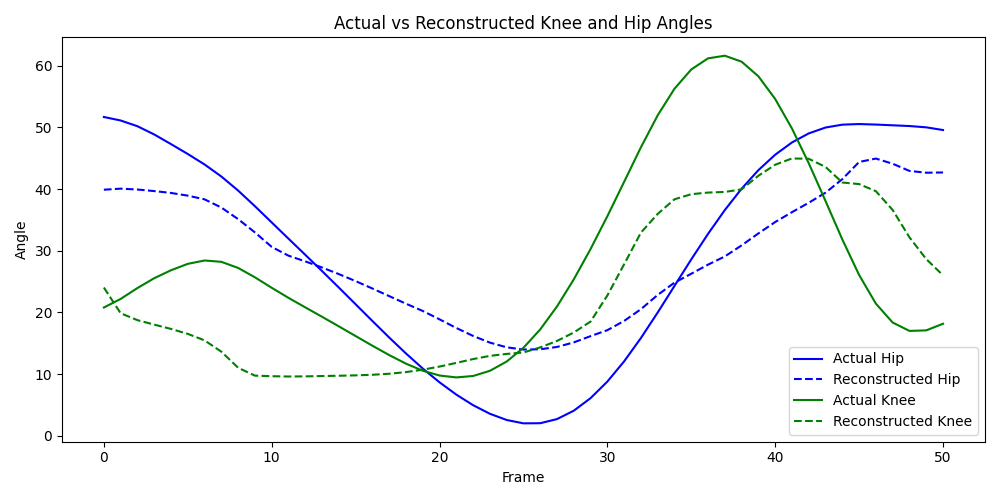 Actual vs Reconstructed Knee and Hip Angles
Angle
60
50
40
30
20
10
0
0 10 20 30 40 50
Frame
Actual Hip
Reconstructed Hip
Actual Knee
Reconstructed Knee